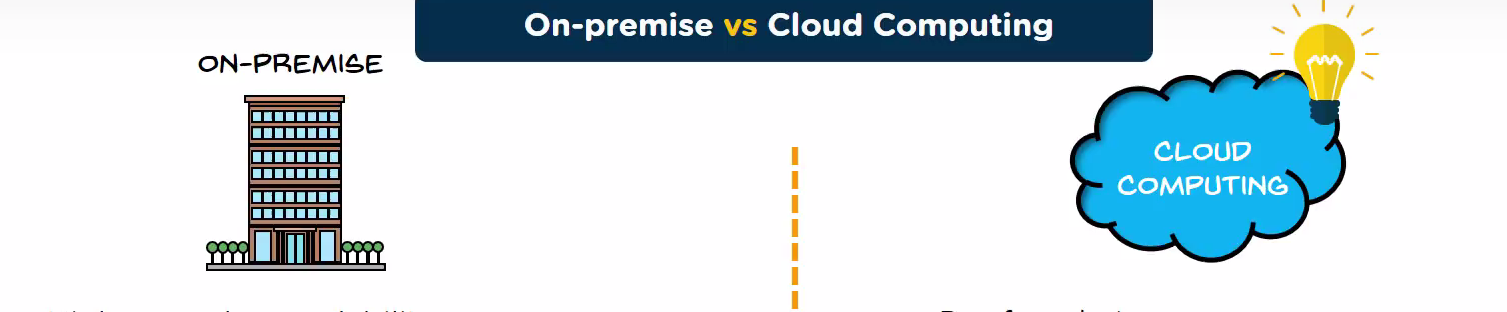 On-premise vs Cloud Computing
ON-PREMISE
CLOUD
COMPUTING